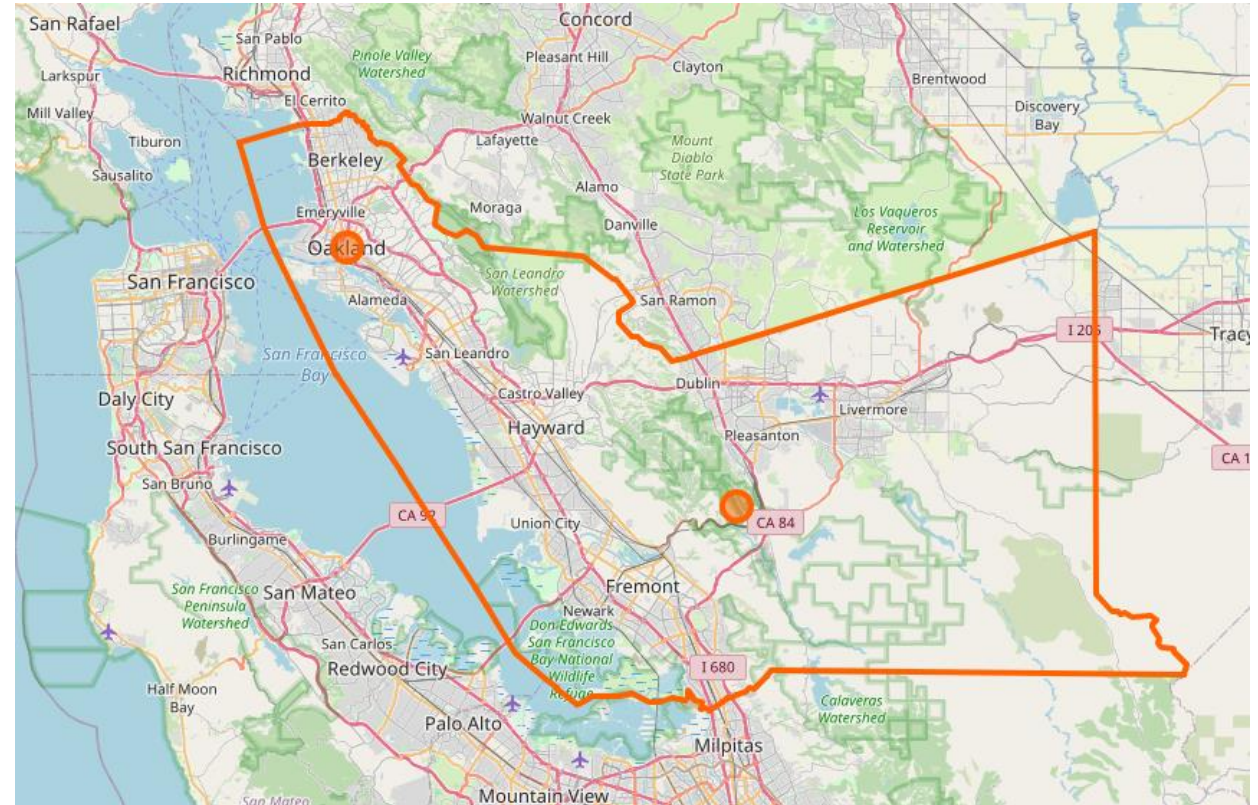 San Rafael
Concord
San Pablo
Pinole Valley
Watershed
Pleasant Hill
Clayton
Larkspur
Richmond
Brentwood
Mill Valley
El Cerrito
Discovery
Bay
Tiburon
Walnut Creek
Berkeley
Lafayette
Mount
Diablo
State Park
Sausalito
Alamo
Emeryville
Moraga
Danville
Los Vaqueros
Reservoir
and Watershed
Oakland
San Leandro
Watershed
San Francisco
Alameda
San Ramon
I 205
Tracy
San Francisco
Bay
San Leandro
Daly City
Castro Valley
Dublin
Livermore
Hayward
Pleasanton
South San Francisco
CA 1
San Bruno
CA 92
Union City
CA 84
Burlingame
San Francisco
Peninsula
Watershed
San Mateo
Fremont
Newark
Don Edwards
San Francisco
Bay National
Wildlife
Refuge
San Carlos
Redwood City
I 680
Half Moon
Bay
Calaveras
Watershed
Palo Alto
Milpitas
Mountain View
San Mateo